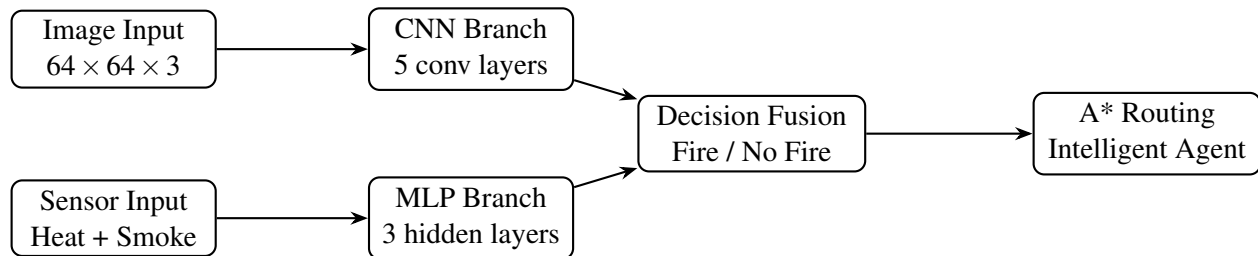 Image Input
64 × 64 × 3
CNN Branch
5 conv layers
Decision Fusion
Fire / No Fire
A* Routing
Intelligent Agent
Sensor Input
Heat + Smoke
MLP Branch
3 hidden layers